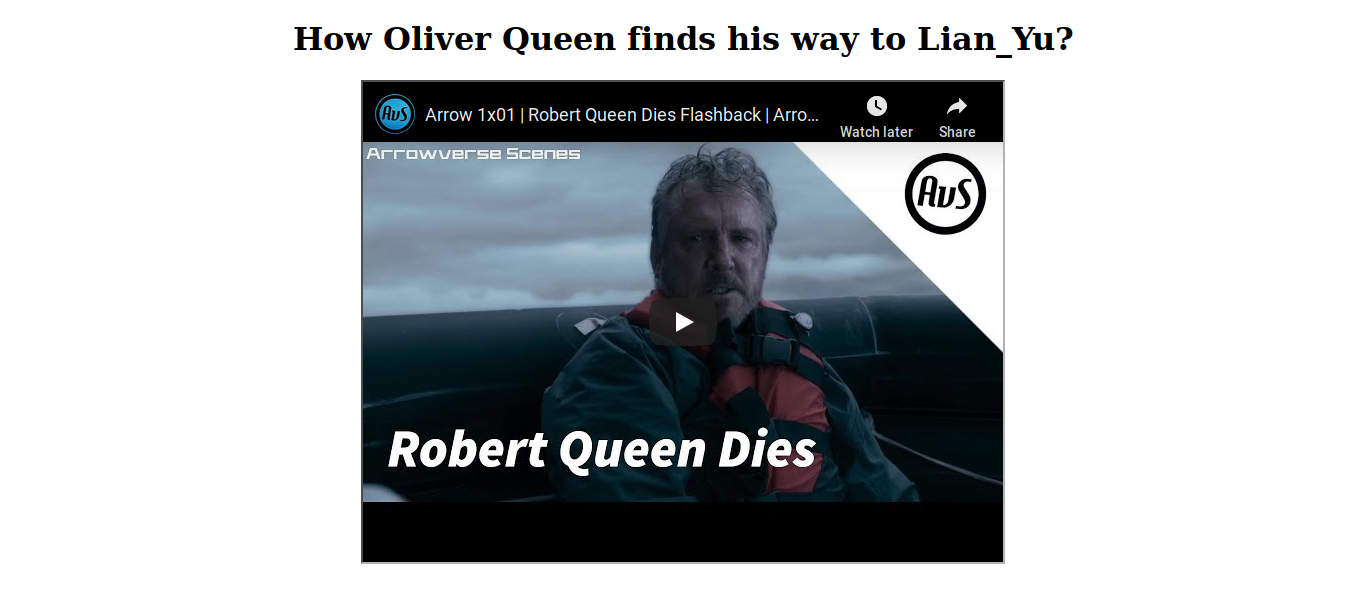 How Oliver Queen finds his way to Lian_Yu?
AvS
Arrow 1x01 | Robert Queen Dies Flashback | Arro...
Watch later
Share
Arrowverse Scenes
AvS
Robert Queen Dies